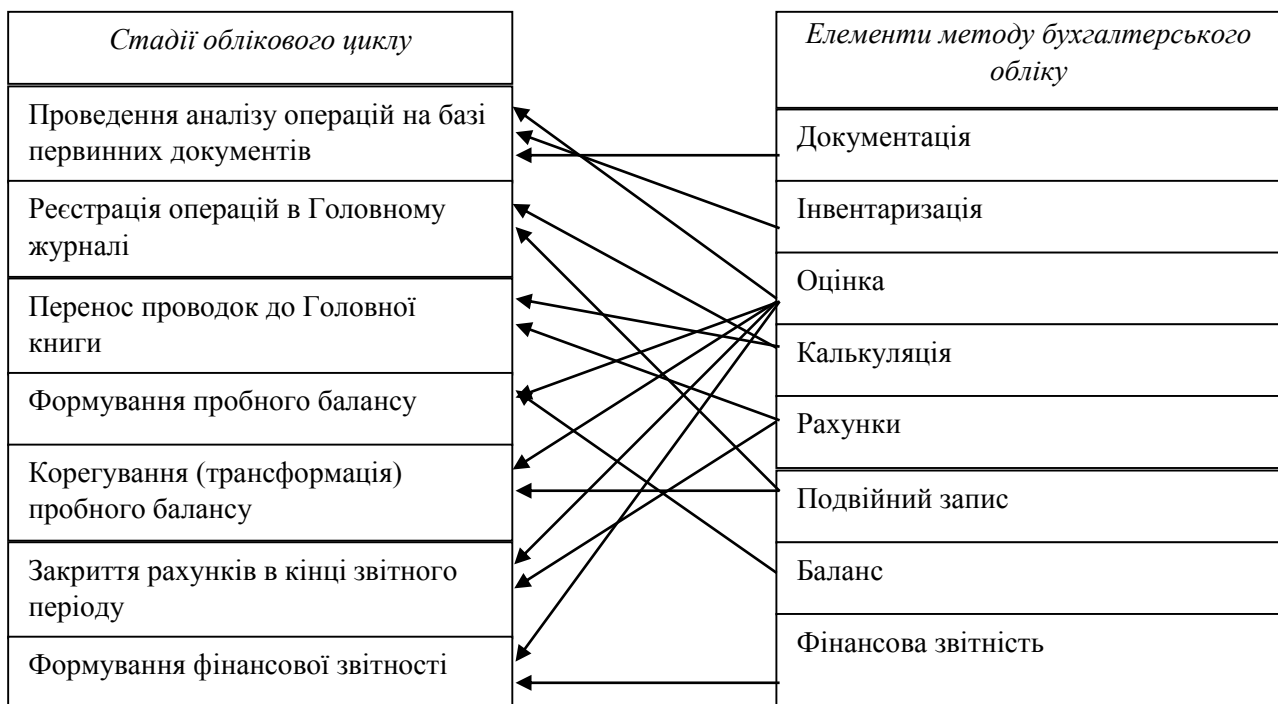 Стадії облікового циклу
Проведення аналізу операцій на базі
первинних документів
Реєстрація операцій в Головному
журналі
Перенос проводок до Головної
книги
Формування пробного балансу
Корегування (трансформація)
пробного балансу
Закриття рахунків в кінці звітного
періоду
Формування фінансової звітності
Елементи методу бухгалтерського
обліку
Документація
Інвентаризація
Оцінка
Калькуляція
Рахунки
Подвійний запис
Баланс
Фінансова звітність